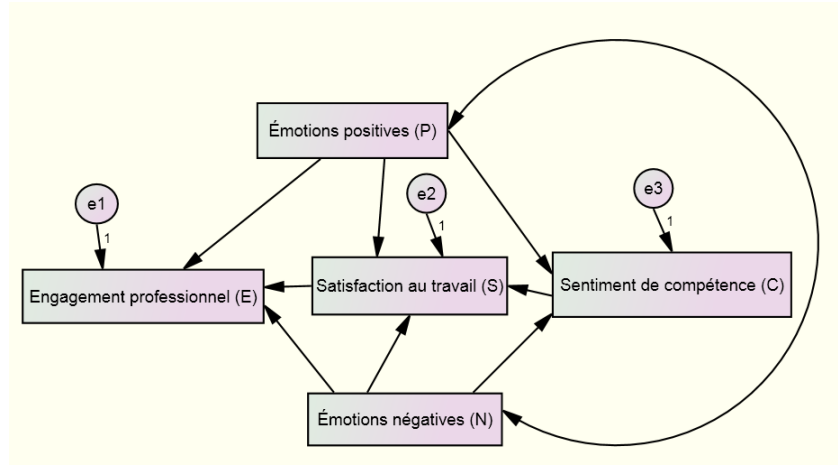 Émotions positives (P)
e1
1
e2
1
e3
1
Engagement professionnel (E)
Satisfaction au travail (S)
Sentiment de compétence (C)
Émotions négatives (N)